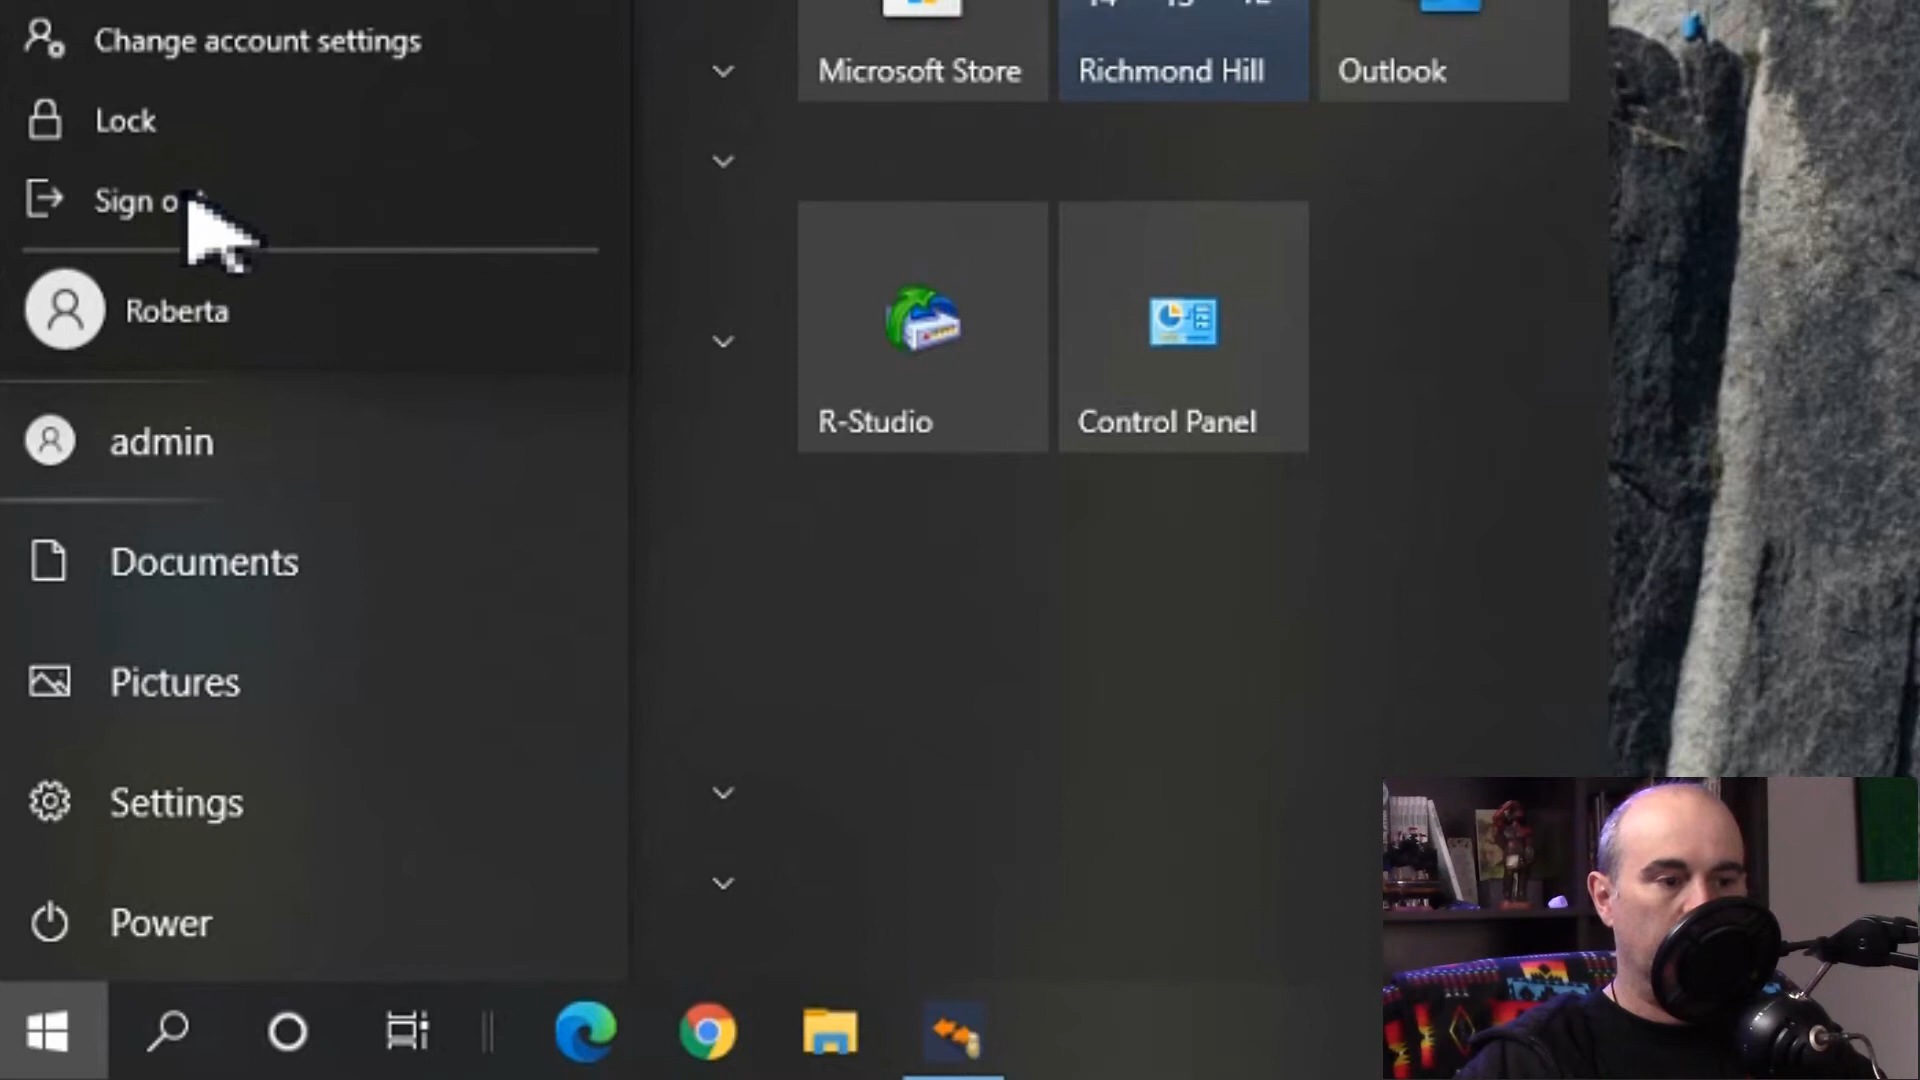 Change account settings
Lock
Sign o
Roberta
admin
Documents
Pictures
Settings
Power
Microsoft Store
Richmond Hill
Outlook
R-Studio
Control Panel